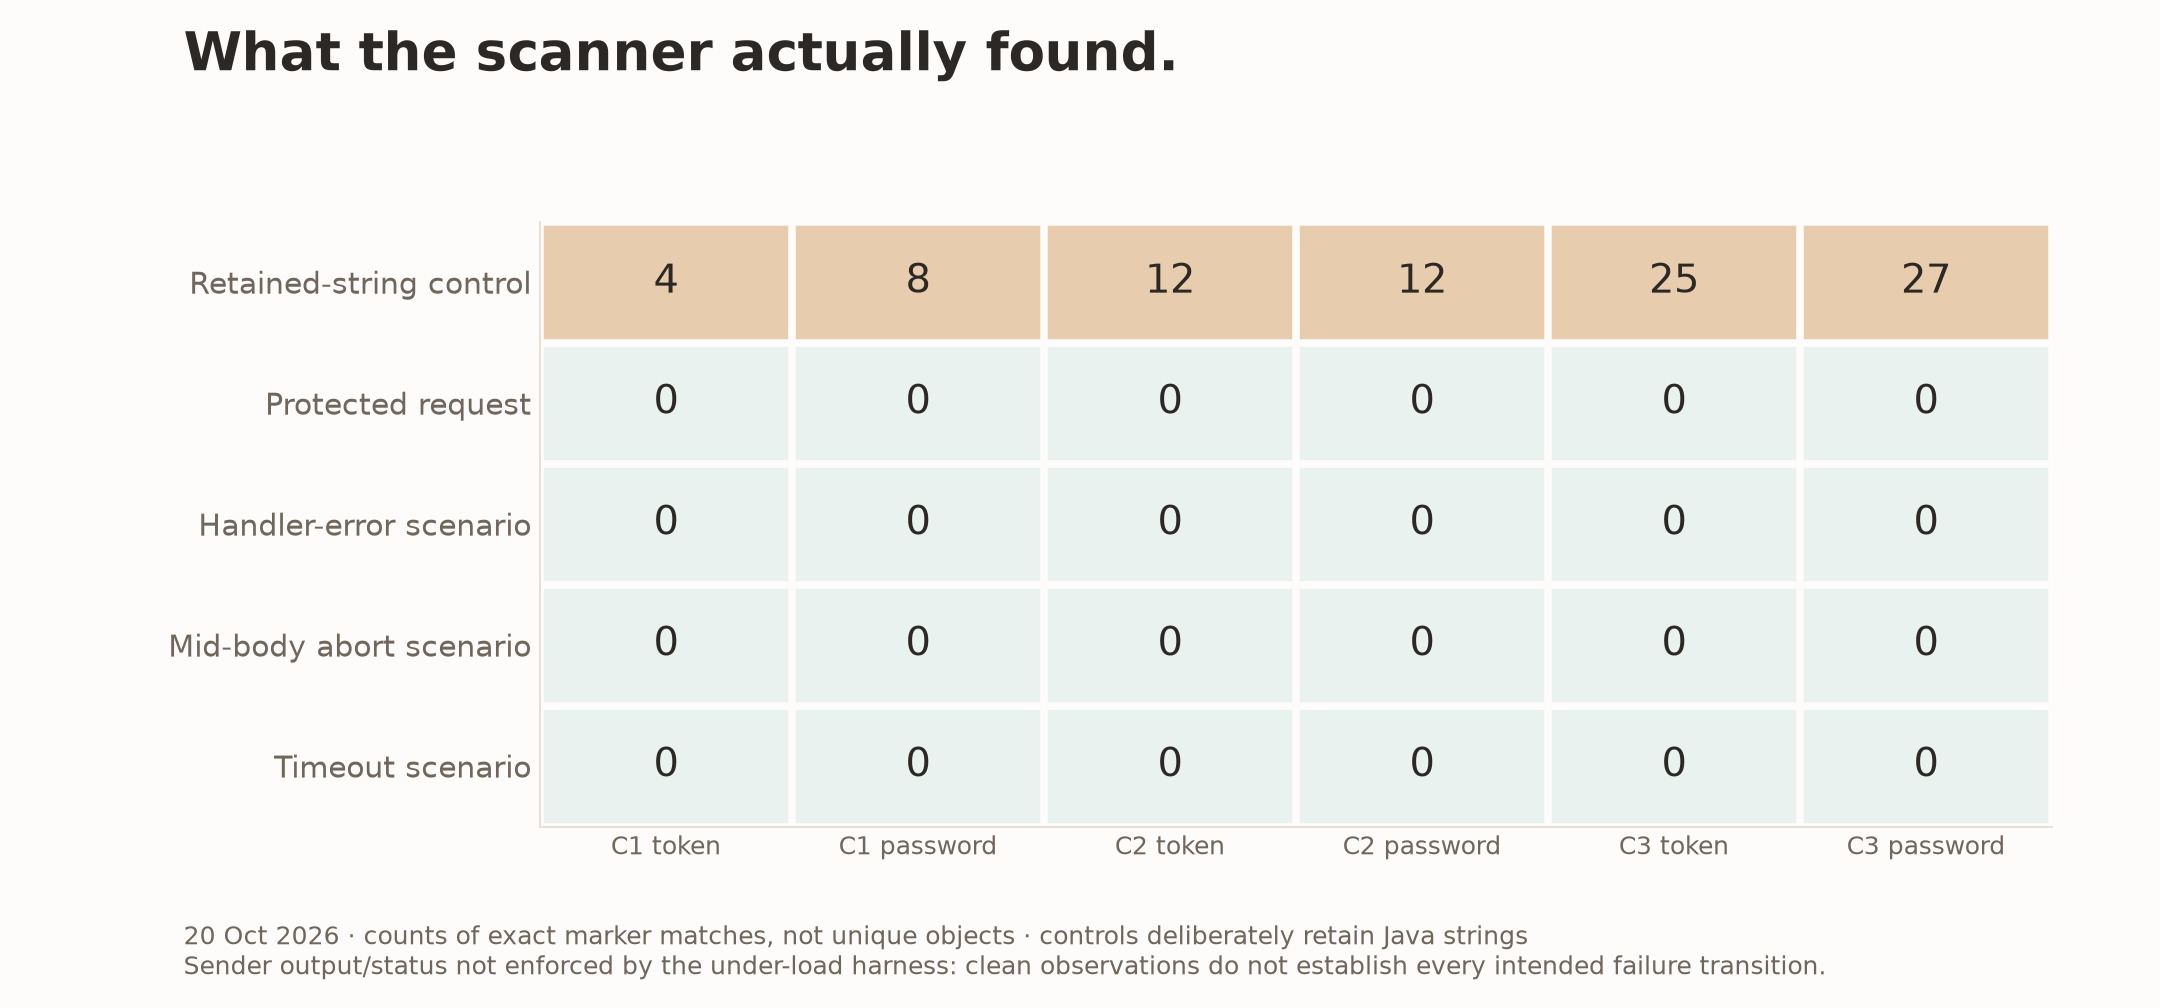 What the scanner actually found.
Retained-string control 4 8 12 12 25 27
Protected request 0 0 0 0 0 0
Handler-error scenario 0 0 0 0 0 0
Mid-body abort scenario 0 0 0 0 0 0
Timeout scenario 0 0 0 0 0 0
C1 token C1 password C2 token C2 password C3 token C3 password
20 Oct 2026 · counts of exact marker matches, not unique objects · controls deliberately retain Java strings
Sender output/status not enforced by the under-load harness: clean observations do not establish every intended failure transition.